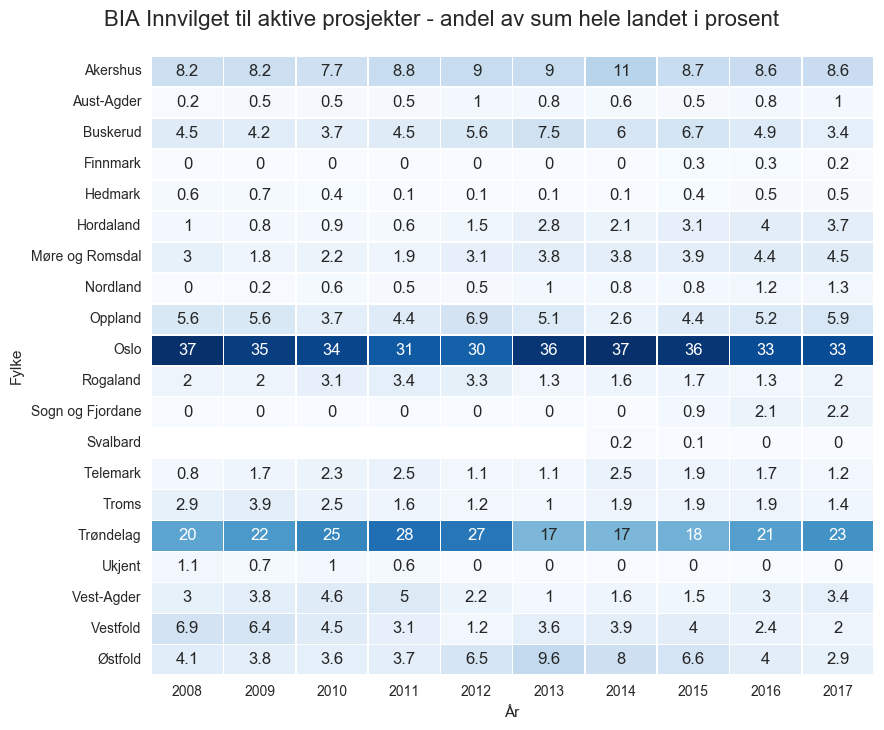 BIA Innvilget til aktive prosjekter - andel av sum hele landet i prosent
Akershus 8.2 8.2 7.7 8.8 9 9 11 8.7 8.6 8.6
Aust-Agder 0.2 0.5 0.5 0.5 1 0.8 0.6 0.5 0.8 1
Buskerud 4.5 4.2 3.7 4.5 5.6 7.5 6 6.7 4.9 3.4
Finnmark 0 0 0 0 0 0 0 0.3 0.3 0.2
Hedmark 0.6 0.7 0.4 0.1 0.1 0.1 0.1 0.4 0.5 0.5
Hordaland 1 0.8 0.9 0.6 1.5 2.8 2.1 3.1 4 3.7
Møre og Romsdal 3 1.8 2.2 1.9 3.1 3.8 3.8 3.9 4.4 4.5
Nordland 0 0.2 0.6 0.5 0.5 1 0.8 0.8 1.2 1.3
Oppland 5.6 5.6 3.7 4.4 6.9 5.1 2.6 4.4 5.2 5.9
Oslo 37 35 34 31 30 36 37 36 33 33
Fylke
Rogaland 2 2 3.1 3.4 3.3 1.3 1.6 1.7 1.3 2
Sogn og Fjordane 0 0 0 0 0 0 0 0.9 2.1 2.2
Svalbard 0.2 0.1 0 0
Telemark 0.8 1.7 2.3 2.5 1.1 1.1 2.5 1.9 1.7 1.2
Troms 2.9 3.9 2.5 1.6 1.2 1 1.9 1.9 1.9 1.4
Trøndelag 20 22 25 28 27 17 17 18 21 23
Ukjent 1.1 0.7 1 0.6 0 0 0 0 0 0
Vest-Agder 3 3.8 4.6 5 2.2 1 1.6 1.5 3 3.4
Vestfold 6.9 6.4 4.5 3.1 1.2 3.6 3.9 4 2.4 2
Østfold 4.1 3.8 3.6 3.7 6.5 9.6 8 6.6 4 2.9
2008 2009 2010 2011 2012 2013 2014 2015 2016 2017
År